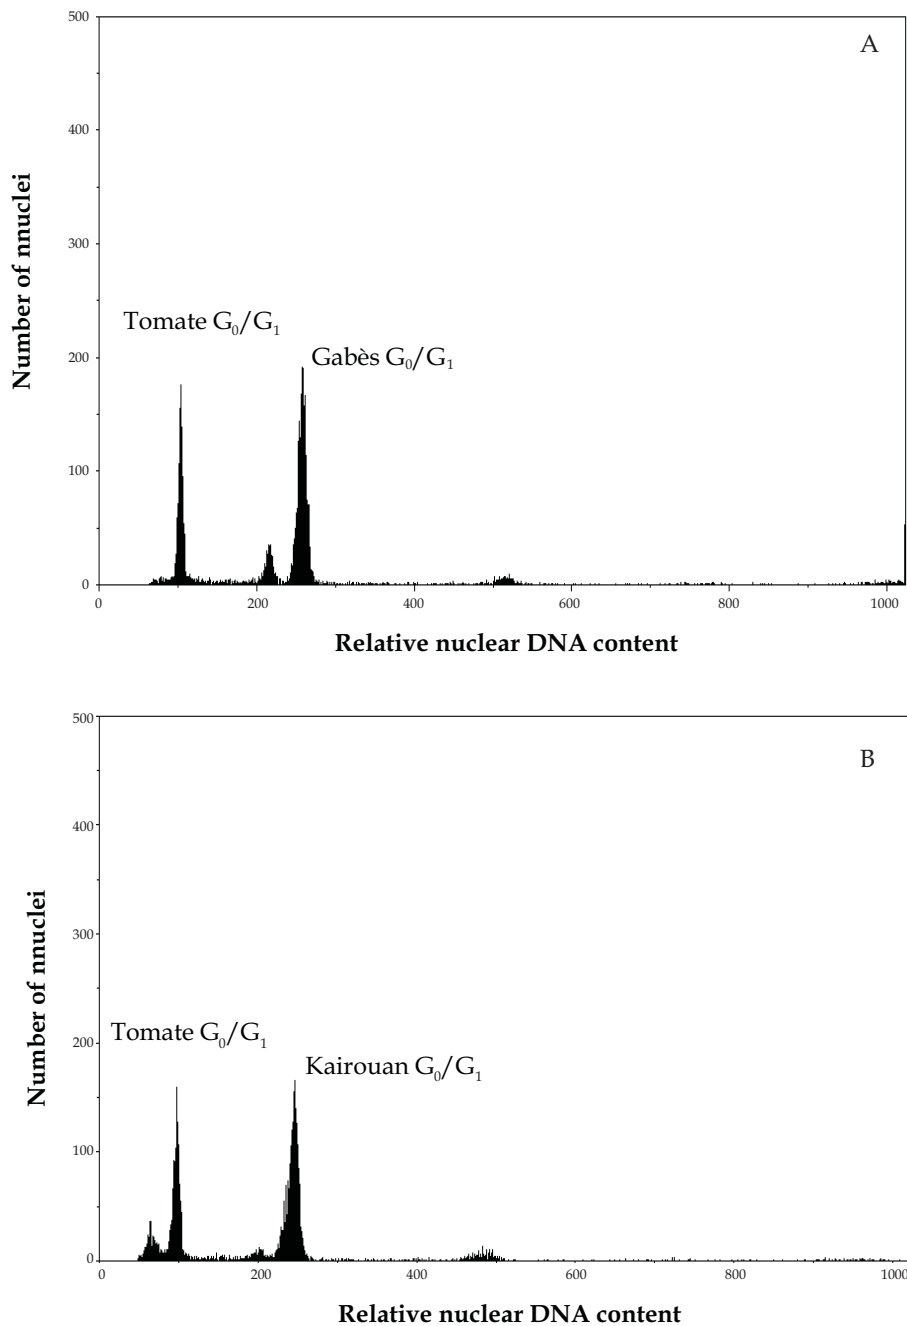 500
A
400
300
Number of nnuclei
Tomate G₀/G₁
Gabès G₀/G₁
200
100
0
0 200 400 600 800 1000
Relative nuclear DNA content
500
B
400
300
Number of nnuclei
Tomate G₀/G₁
200
Kairouan G₀/G₁
100
0
0 200 400 600 800 1000
Relative nuclear DNA content